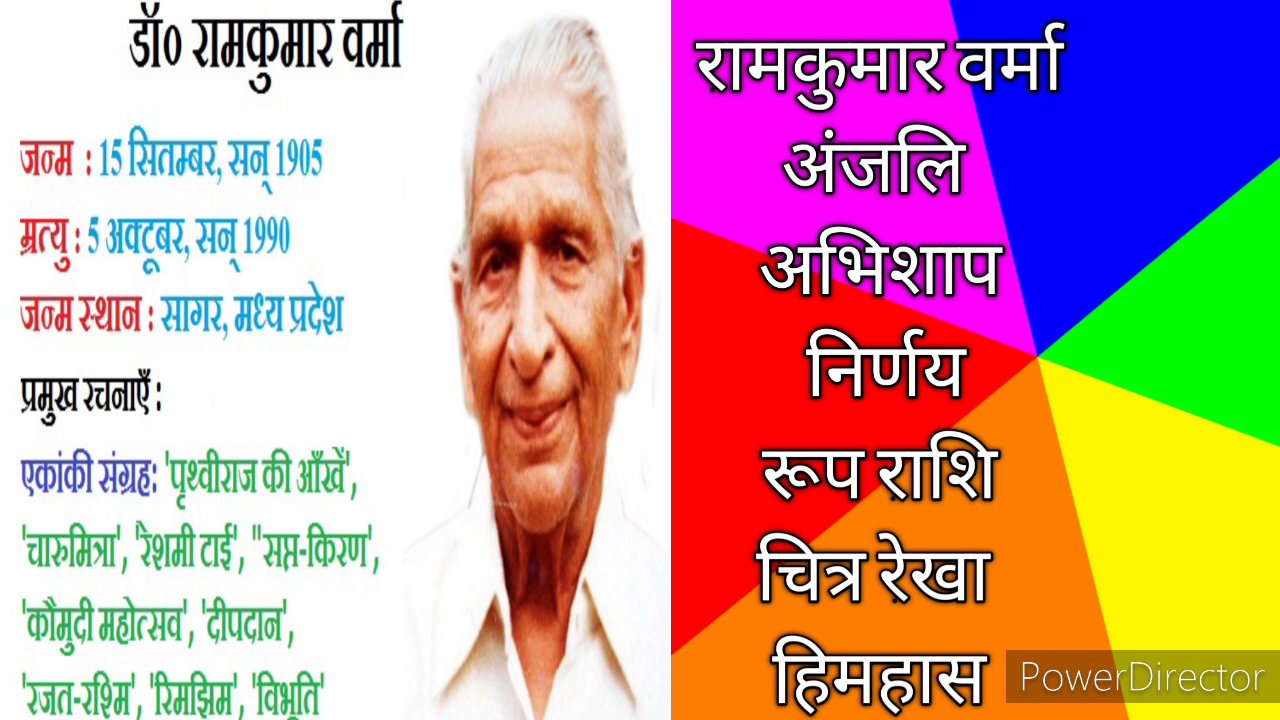 डॉ० रामकुमार वर्मा
जन्म : 15 सितम्बर, सन् 1905
म्रत्यु : 5 अक्टूबर, सन् 1990
जन्म स्थान : सागर, मध्य प्रदेश
प्रमुख रचनाएँ :
एकांकी संग्रह: 'पृथ्वीराज की आँखें',
'चारुमित्रा', 'रेशमी टाई', "सप्त-किरण',
'कौमुदी महोत्सव', 'दीपदान',
'रजत-रश्मि', 'रिमझिम', 'विभूति'
रामकुमार वर्मा
अंजलि
अभिशाप
निर्णय
रूप राशि
चित्र रेखा
हिमहास
PowerDirector